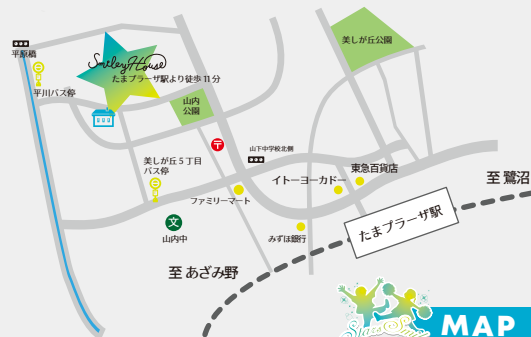 平原橋
平川バス停
Smiley House
たまプラーザ駅より徒歩11分
山内
公園
美しが丘公園
〒
山下中学校北側
美しが丘5丁目
バス停
文
山内中
ファミリーマート
イトーヨーカドー
東急百貨店
みずほ銀行
たまプラーザ駅
至 鷺沼
至 あざみ野
MAP